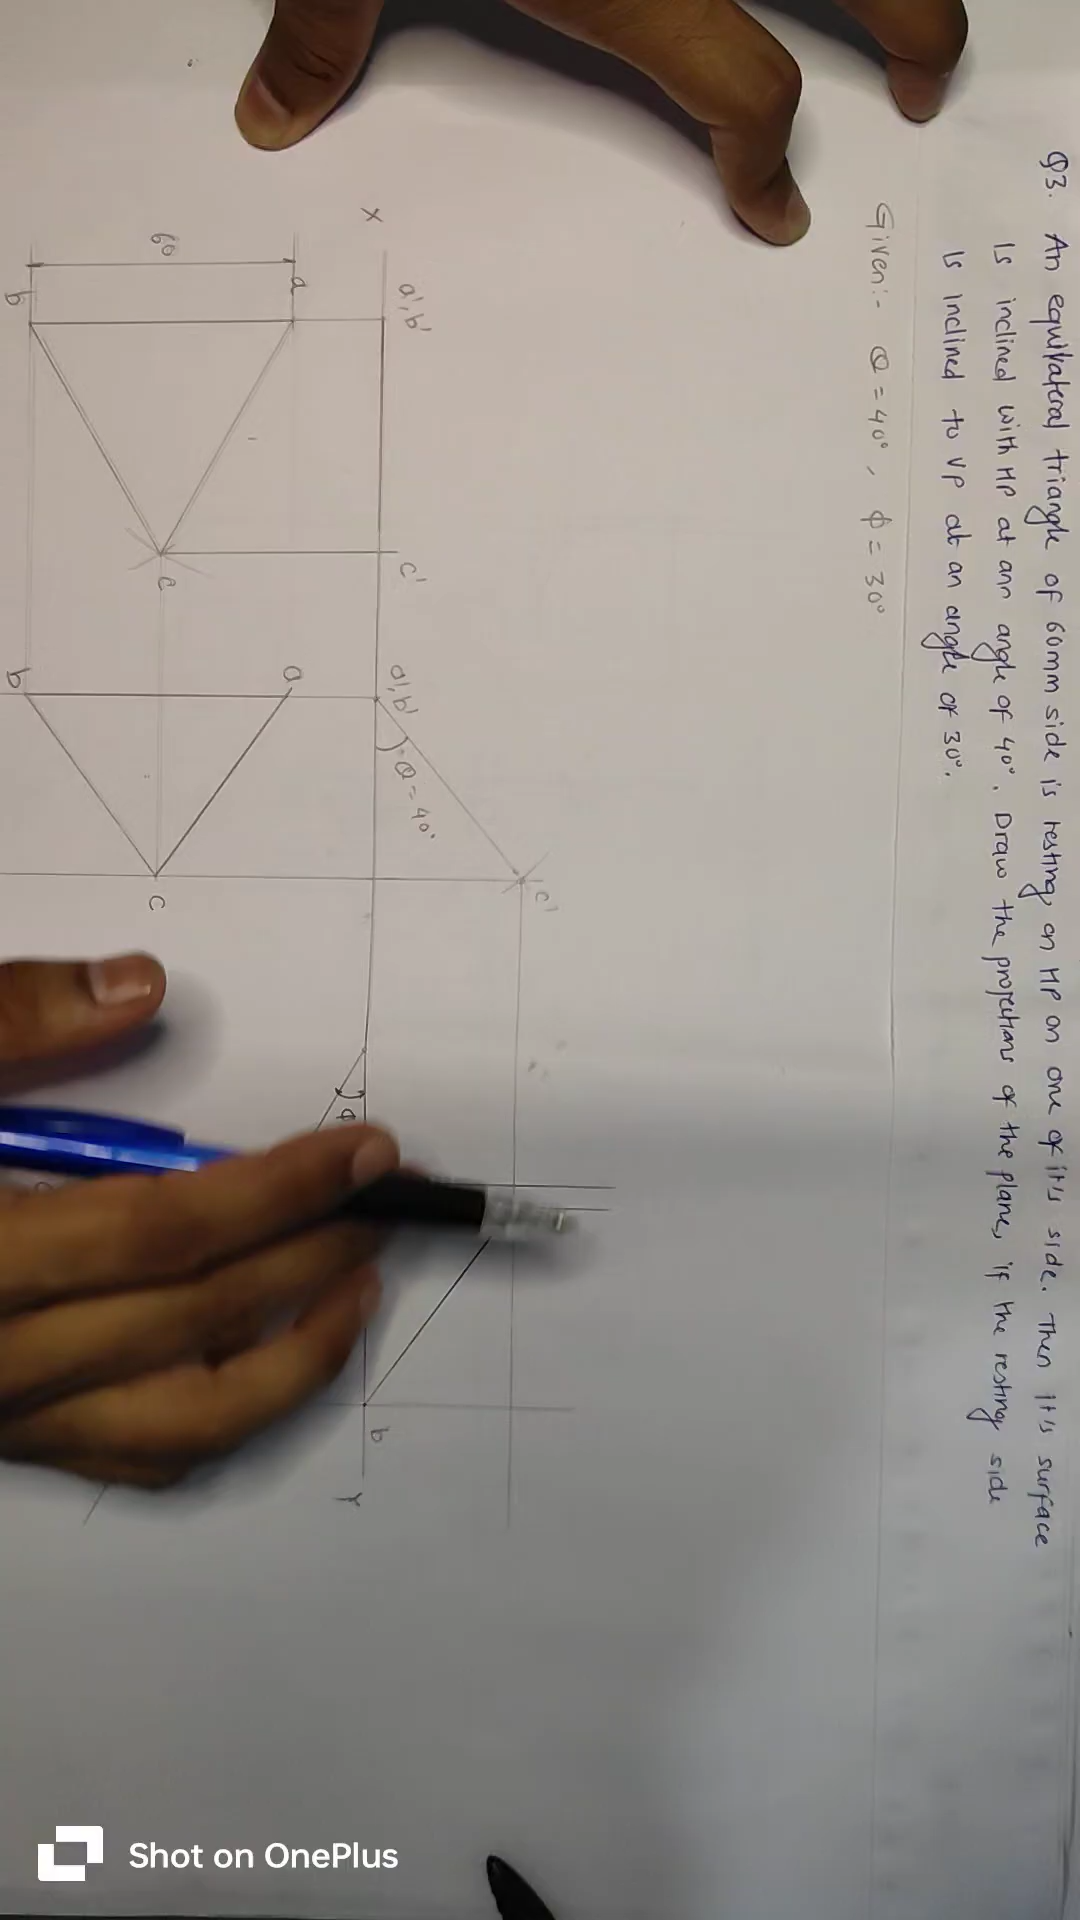 Q3. An equilateral triangle of 60mm side is resting on HP on one of it's side. Then it's surface
is inclined with HP at ann angle of 40°. Draw the projections of the plane, if the resting side
is inclined to VP at an angle of 30°.
Given:- θ = 40°, φ = 30°
X
a',b'
c'
a',b'
θ = 40°
c'
φ
b
Y
60
a
b
c
a
b
c
Shot on OnePlus